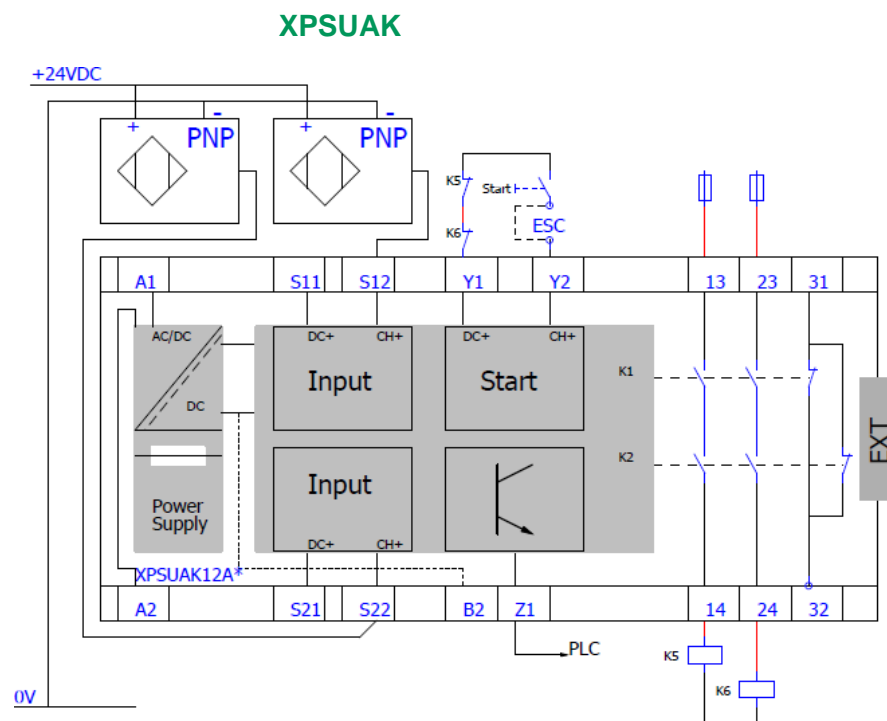 XPSUAK
+24VDC
+ - PNP
+ - PNP
K5 Start
K6 ESC
A1 S11 S12 Y1 Y2 13 23 31
AC/DC DC+ CH+ DC+ CH+
Input Start K1
DC
EXT
K2
Input
Power
Supply
DC+ CH+
XPSUAK12A*
A2 S21 S22 B2 Z1 14 24 32
PLC K5
K6
0V